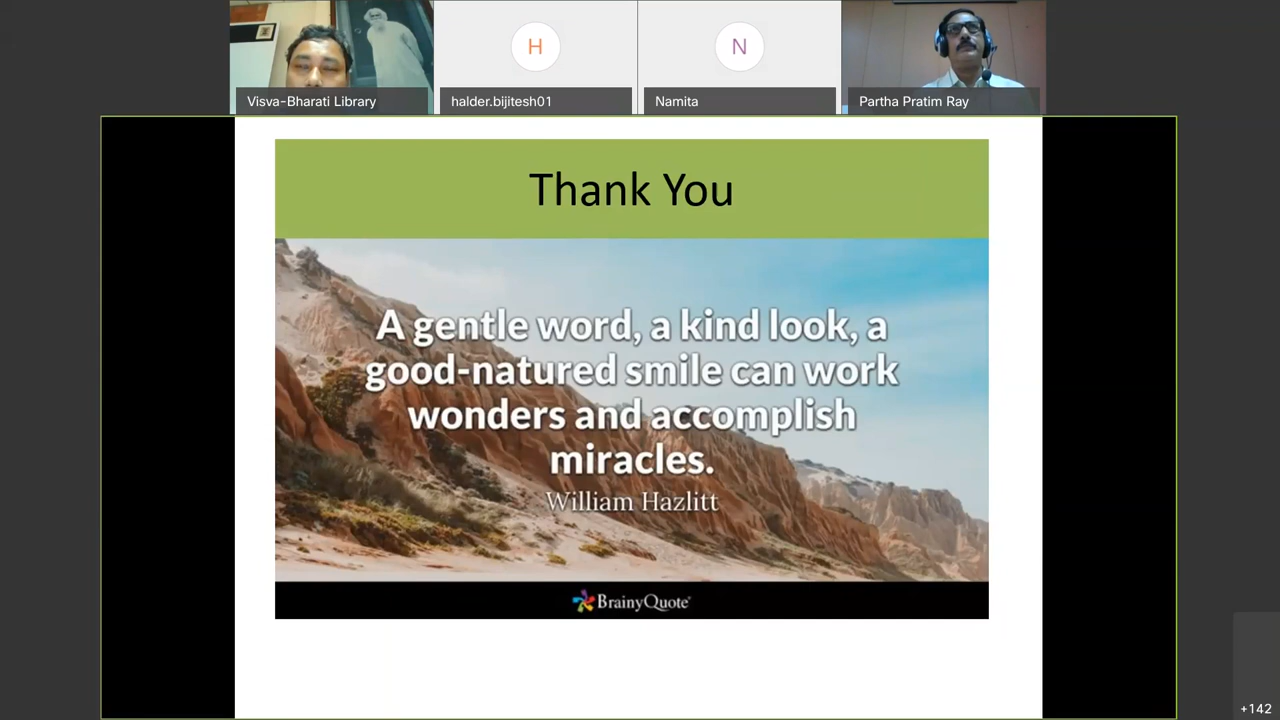 H
N
Visva-Bharati Library
halder.bijitesh01
Namita
Partha Pratim Ray
Thank You
A gentle word, a kind look, a
good-natured smile can work
wonders and accomplish
miracles.
William Hazlitt
BrainyQuote®
+142